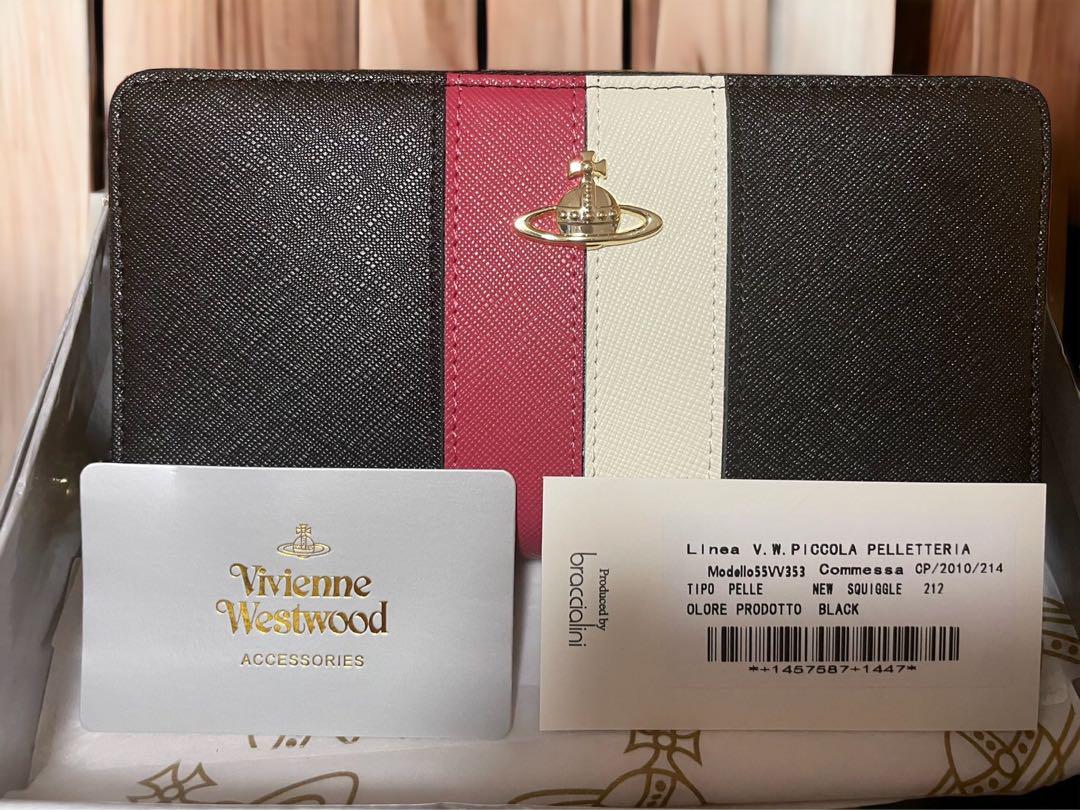 Vivienne
Westwood
ACCESSORIES
Produced by
braccialini
Linea V.W.PICCOLA PELLETTERIA
Modello55VV353 Commessa CP/2010/214
TIPO PELLE NEW SQUIGGLE 212
OLORE PRODOTTO BLACK
*+1457587+1447*